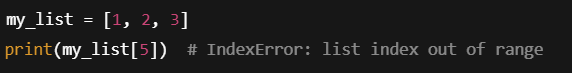 my_list = [1, 2, 3]
print(my_list[5])  # IndexError: list index out of range